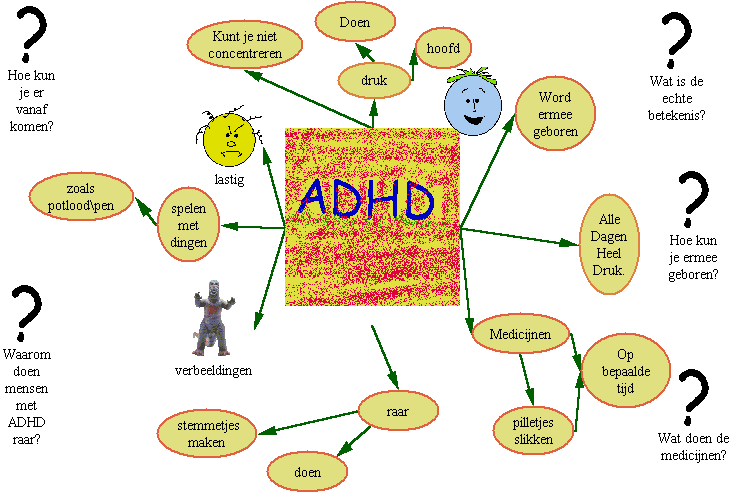 ?
Hoe kun
je er
vanaf
komen?
Kunt je niet
concentreren
Doen
hoofd
druk
?
Wat is de
echte
betekenis?
Word
ermee
geboren
lastig
ADHD
zoals
potlood\pen
spelen
met
dingen
?
Hoe kun
je ermee
geboren?
Alle
Dagen
Heel
Druk.
verbeeldingen
?
Waarom
doen
mensen
met
ADHD
raar?
Medicijnen
Op
bepaalde
tijd
pilletjes
slikken
?
Wat doen de
medicijnen?
raar
stemmetjes
maken
doen